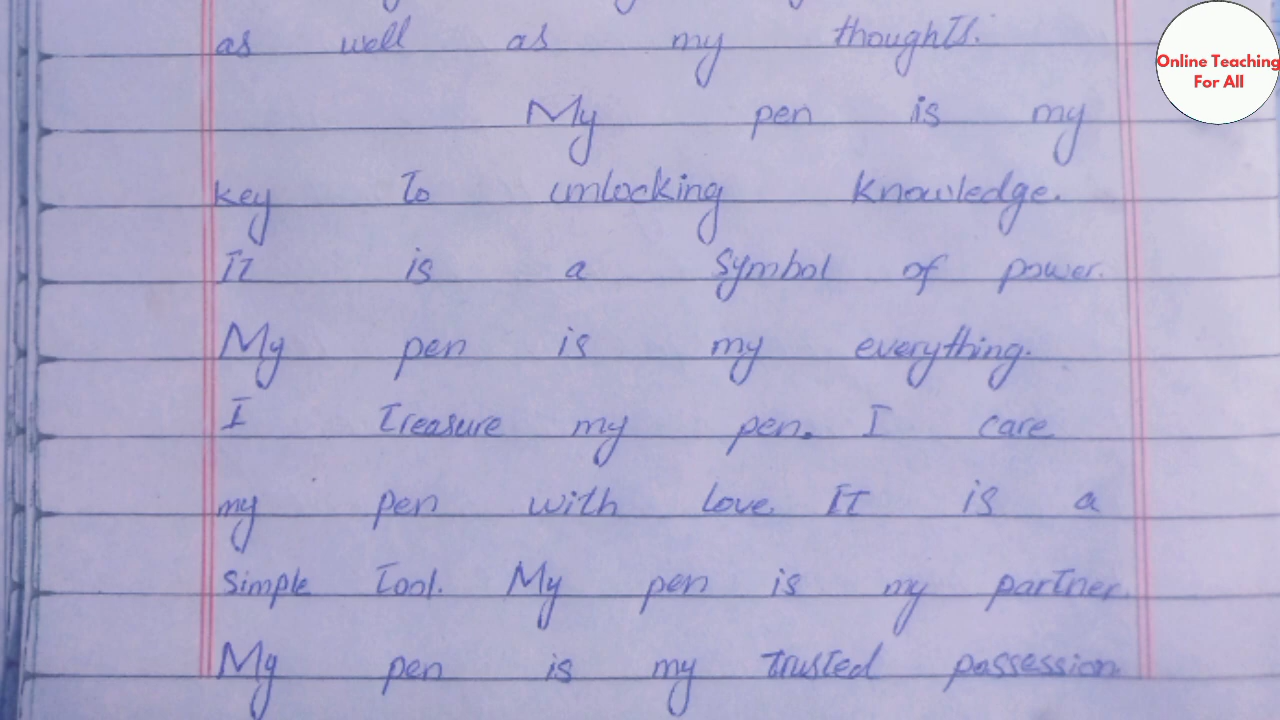 as well as my thoughts.
My pen is my
key to unlocking knowledge.
It is a symbol of power.
My pen is my everything.
I treasure my pen. I care
my pen with love. It is a
simple tool. My pen is my partner.
My pen is my trusted possession.
Online Teaching
For All